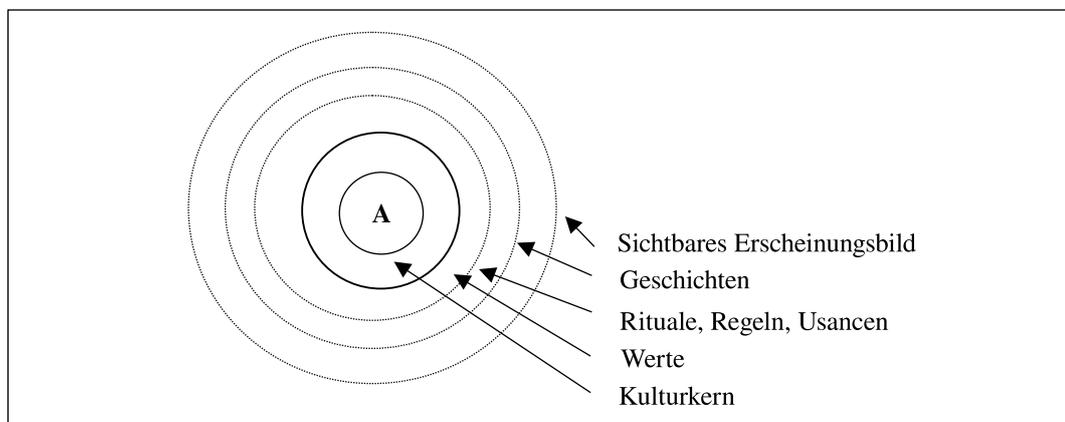 A
Sichtbares Erscheinungsbild
Geschichten
Rituale, Regeln, Usancen
Werte
Kulturkern